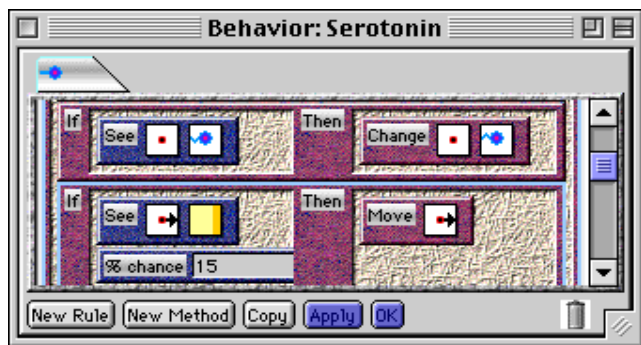 Behavior: Serotonin
If See Then Change
If See Then Move
% chance 15
New Rule New Method Copy Apply OK